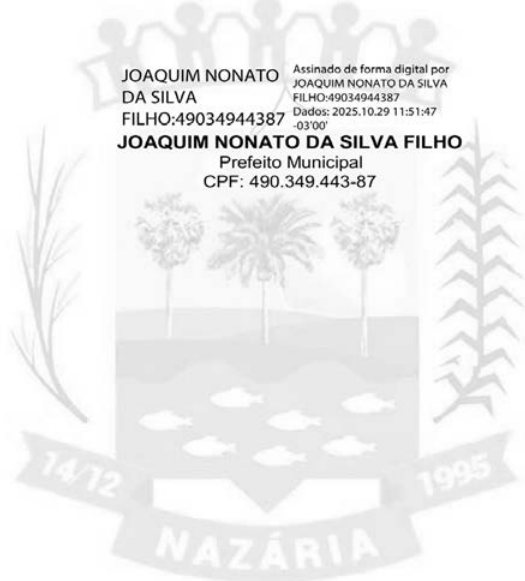 JOAQUIM NONATO
DA SILVA
FILHO:49034944387
Assinado de forma digital por
JOAQUIM NONATO DA SILVA
FILHO:49034944387
Dados: 2025.10.29 11:51:47
-03'00'
JOAQUIM NONATO DA SILVA FILHO
Prefeito Municipal
CPF: 490.349.443-87
14/12
1995
NAZÁRIA